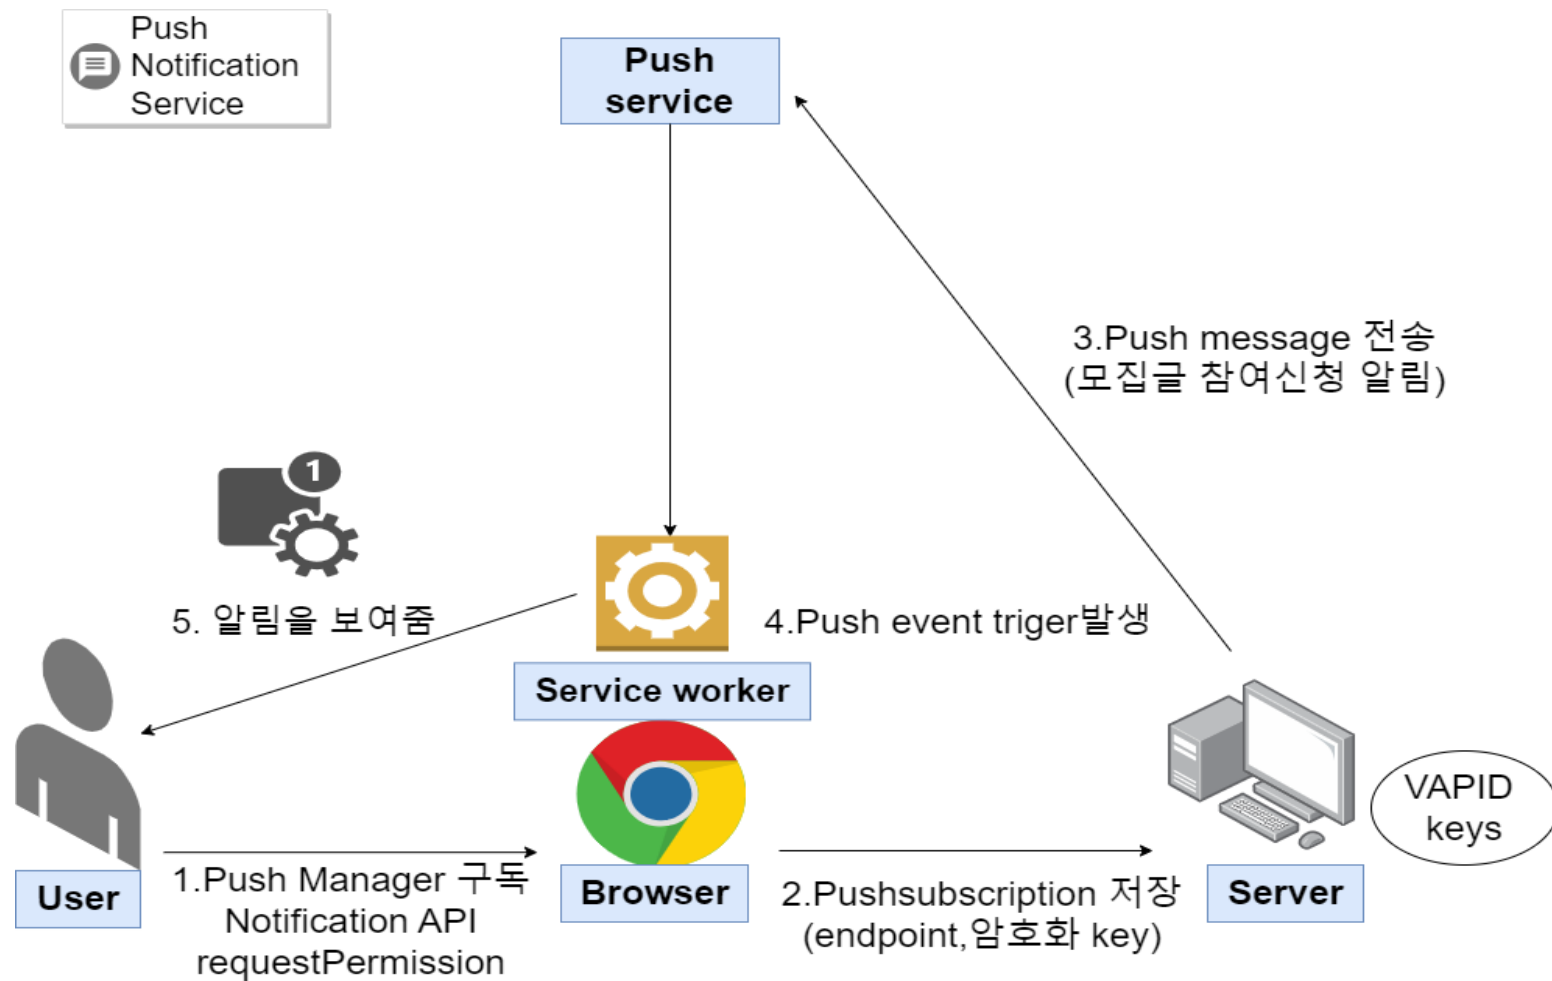 Push
Notification
Service
Push
service
3.Push message 전송
(모집글 참여신청 알림)
1
5. 알림을 보여줌
4.Push event triger발생
Service worker
VAPID
keys
User
1.Push Manager 구독
Notification API
requestPermission
Browser
2.Pushsubscription 저장
(endpoint,암호화 key)
Server